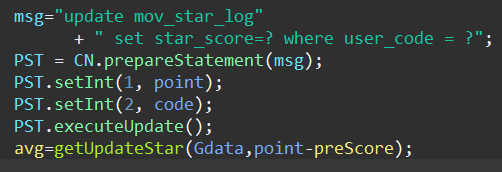 msg="update mov_star_log"
+ " set star_score=? where user_code = ?";
PST = CN.prepareStatement(msg);
PST.setInt(1, point);
PST.setInt(2, code);
PST.executeUpdate();
avg=getUpdateStar(Gdata,point-preScore);